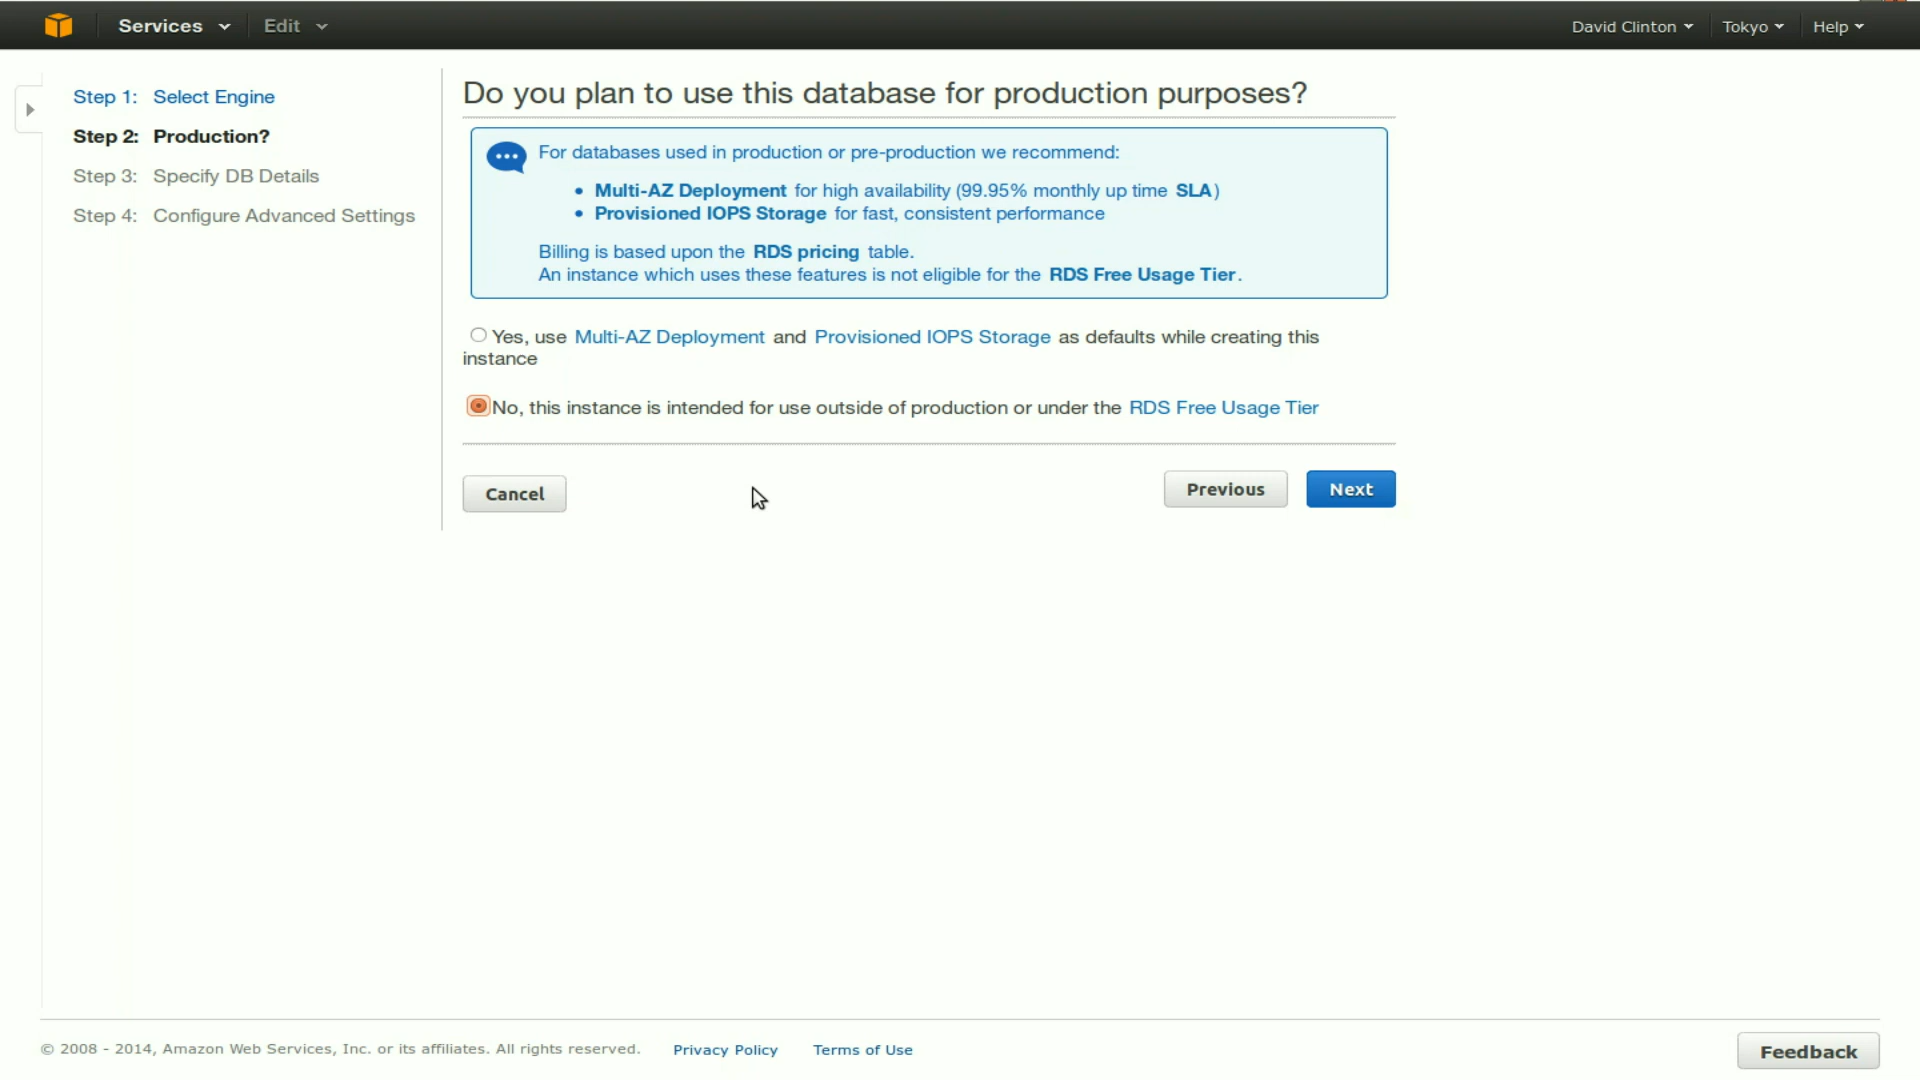 Services Edit David Clinton Tokyo Help
Step 1: Select Engine
Step 2: Production?
Step 3: Specify DB Details
Step 4: Configure Advanced Settings
Do you plan to use this database for production purposes?
For databases used in production or pre-production we recommend:
• Multi-AZ Deployment for high availability (99.95% monthly up time SLA)
• Provisioned IOPS Storage for fast, consistent performance
Billing is based upon the RDS pricing table.
An instance which uses these features is not eligible for the RDS Free Usage Tier.
Yes, use Multi-AZ Deployment and Provisioned IOPS Storage as defaults while creating this
instance
No, this instance is intended for use outside of production or under the RDS Free Usage Tier
Cancel Previous Next
© 2008 - 2014, Amazon Web Services, Inc. or its affiliates. All rights reserved. Privacy Policy Terms of Use Feedback